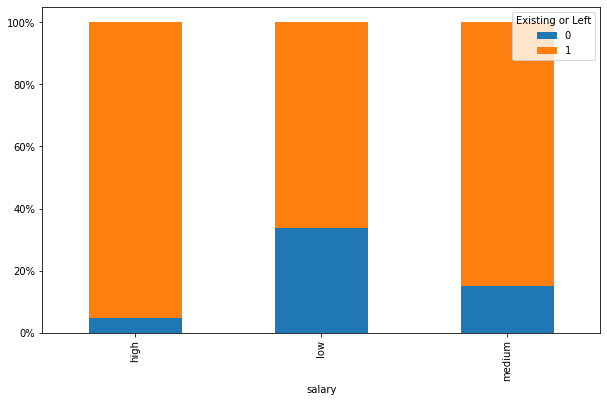 Existing or Left
0
1
100%
80%
60%
40%
20%
0%
high
low
medium
salary